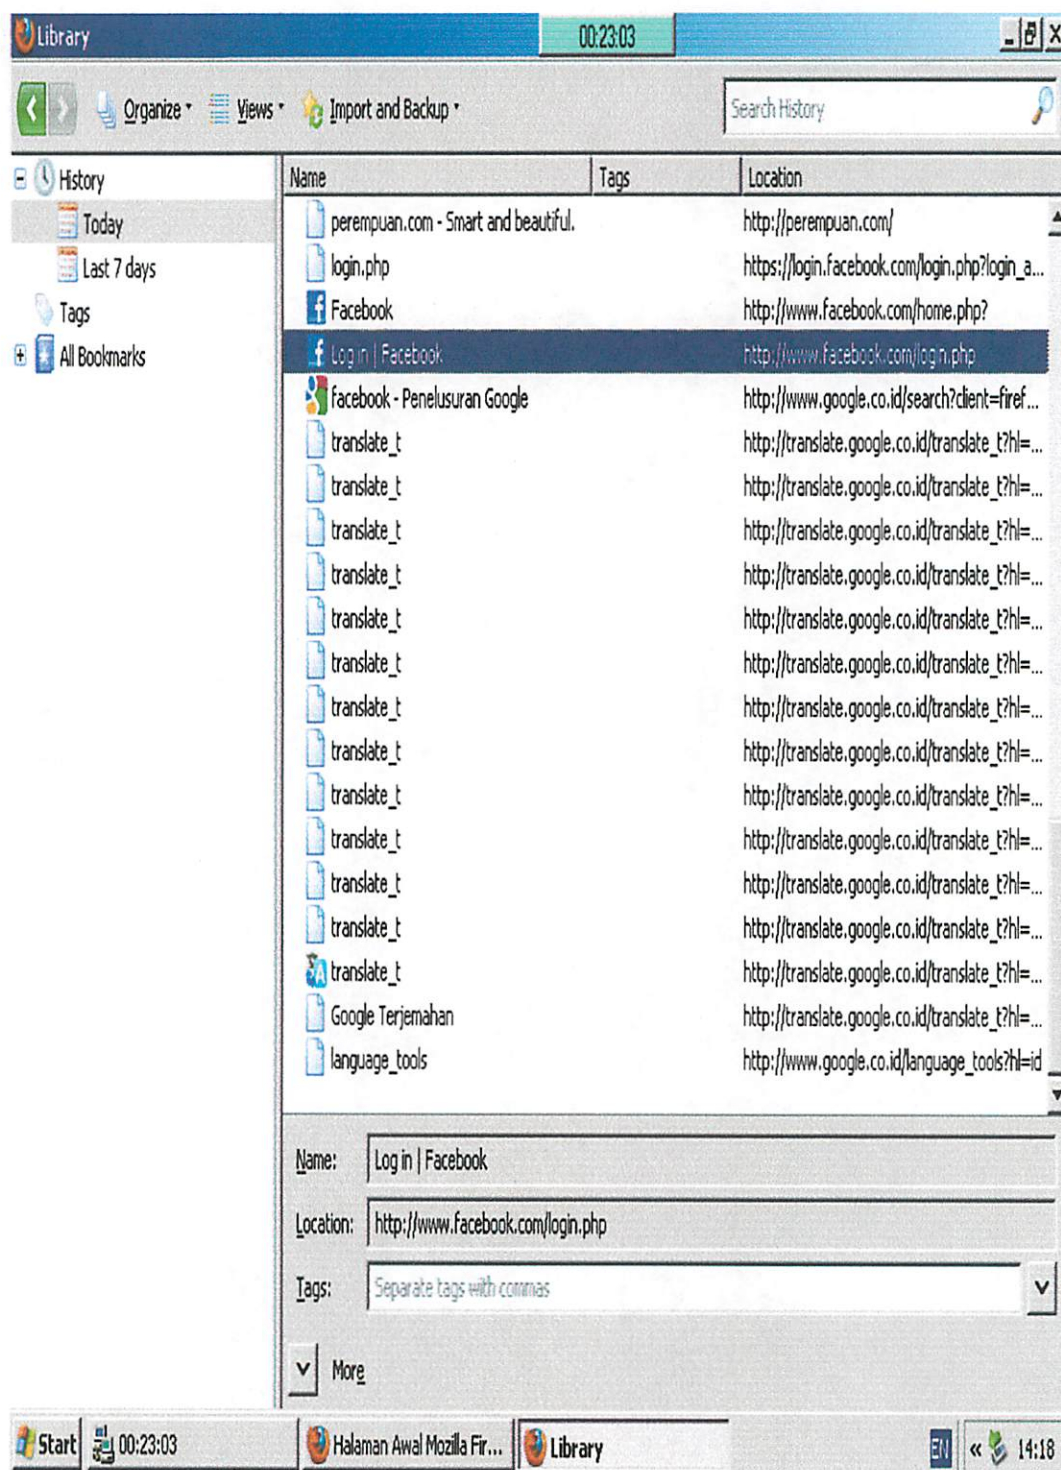 Library 00:23:03
Organize Views Import and Backup Search History
History
Today
Last 7 days
Tags
All Bookmarks
Name Tags Location
perempuan.com - Smart and beautiful. http://perempuan.com/
login.php https://login.facebook.com/login.php?login_a...
Facebook http://www.facebook.com/home.php?
Log in | Facebook http://www.facebook.com/login.php
facebook - Penelusuran Google http://www.google.co.id/search?client=firef...
translate_t http://translate.google.co.id/translate_t?hl=...
translate_t http://translate.google.co.id/translate_t?hl=...
translate_t http://translate.google.co.id/translate_t?hl=...
translate_t http://translate.google.co.id/translate_t?hl=...
translate_t http://translate.google.co.id/translate_t?hl=...
translate_t http://translate.google.co.id/translate_t?hl=...
translate_t http://translate.google.co.id/translate_t?hl=...
translate_t http://translate.google.co.id/translate_t?hl=...
translate_t http://translate.google.co.id/translate_t?hl=...
translate_t http://translate.google.co.id/translate_t?hl=...
translate_t http://translate.google.co.id/translate_t?hl=...
translate_t http://translate.google.co.id/translate_t?hl=...
translate_t http://translate.google.co.id/translate_t?hl=...
Google Terjemahan http://translate.google.co.id/translate_t?hl=...
language_tools http://www.google.co.id/language_tools?hl=id
Name: Log in | Facebook
Location: http://www.facebook.com/login.php
Tags: Separate tags with commas
More
Start 00:23:03 Halaman Awal Mozilla Fir... Library EN « 14:18